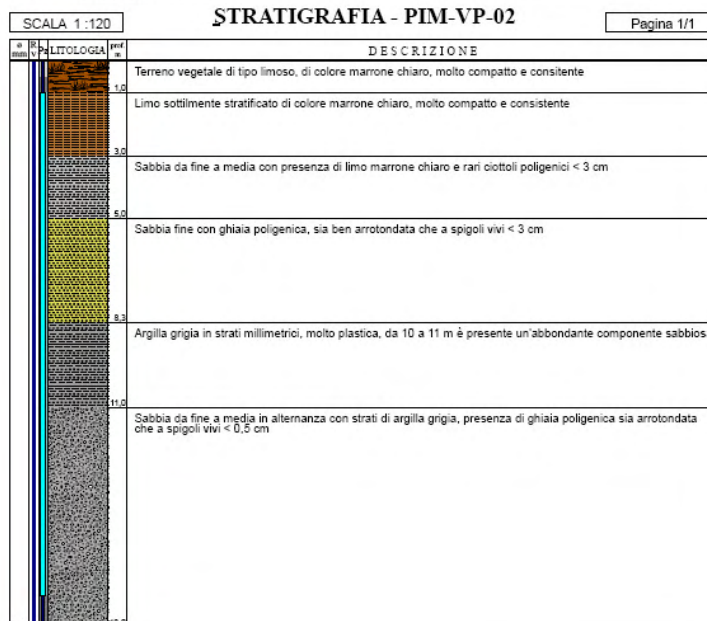 SCALA 1 :120
STRATIGRAFIA - PIM-VP-02
Pagina 1/1
ø mm R v Pz LITOLOGIA prof. m DESCRIZIONE
Terreno vegetale di tipo limoso, di colore marrone chiaro, molto compatto e consitente
1,0
Limo sottilmente stratificato di colore marrone chiaro, molto compatto e consistente
3,0
Sabbia da fine a media con presenza di limo marrone chiaro e rari ciottoli poligenici < 3 cm
5,0
Sabbia fine con ghiaia poligenica, sia ben arrotondata che a spigoli vivi < 3 cm
8,3
Argilla grigia in strati millimetrici, molto plastica, da 10 a 11 m è presente un'abbondante componente sabbios
11,0
Sabbia da fine a media in alternanza con strati di argilla grigia, presenza di ghiaia poligenica sia arrotondata
che a spigoli vivi < 0,5 cm